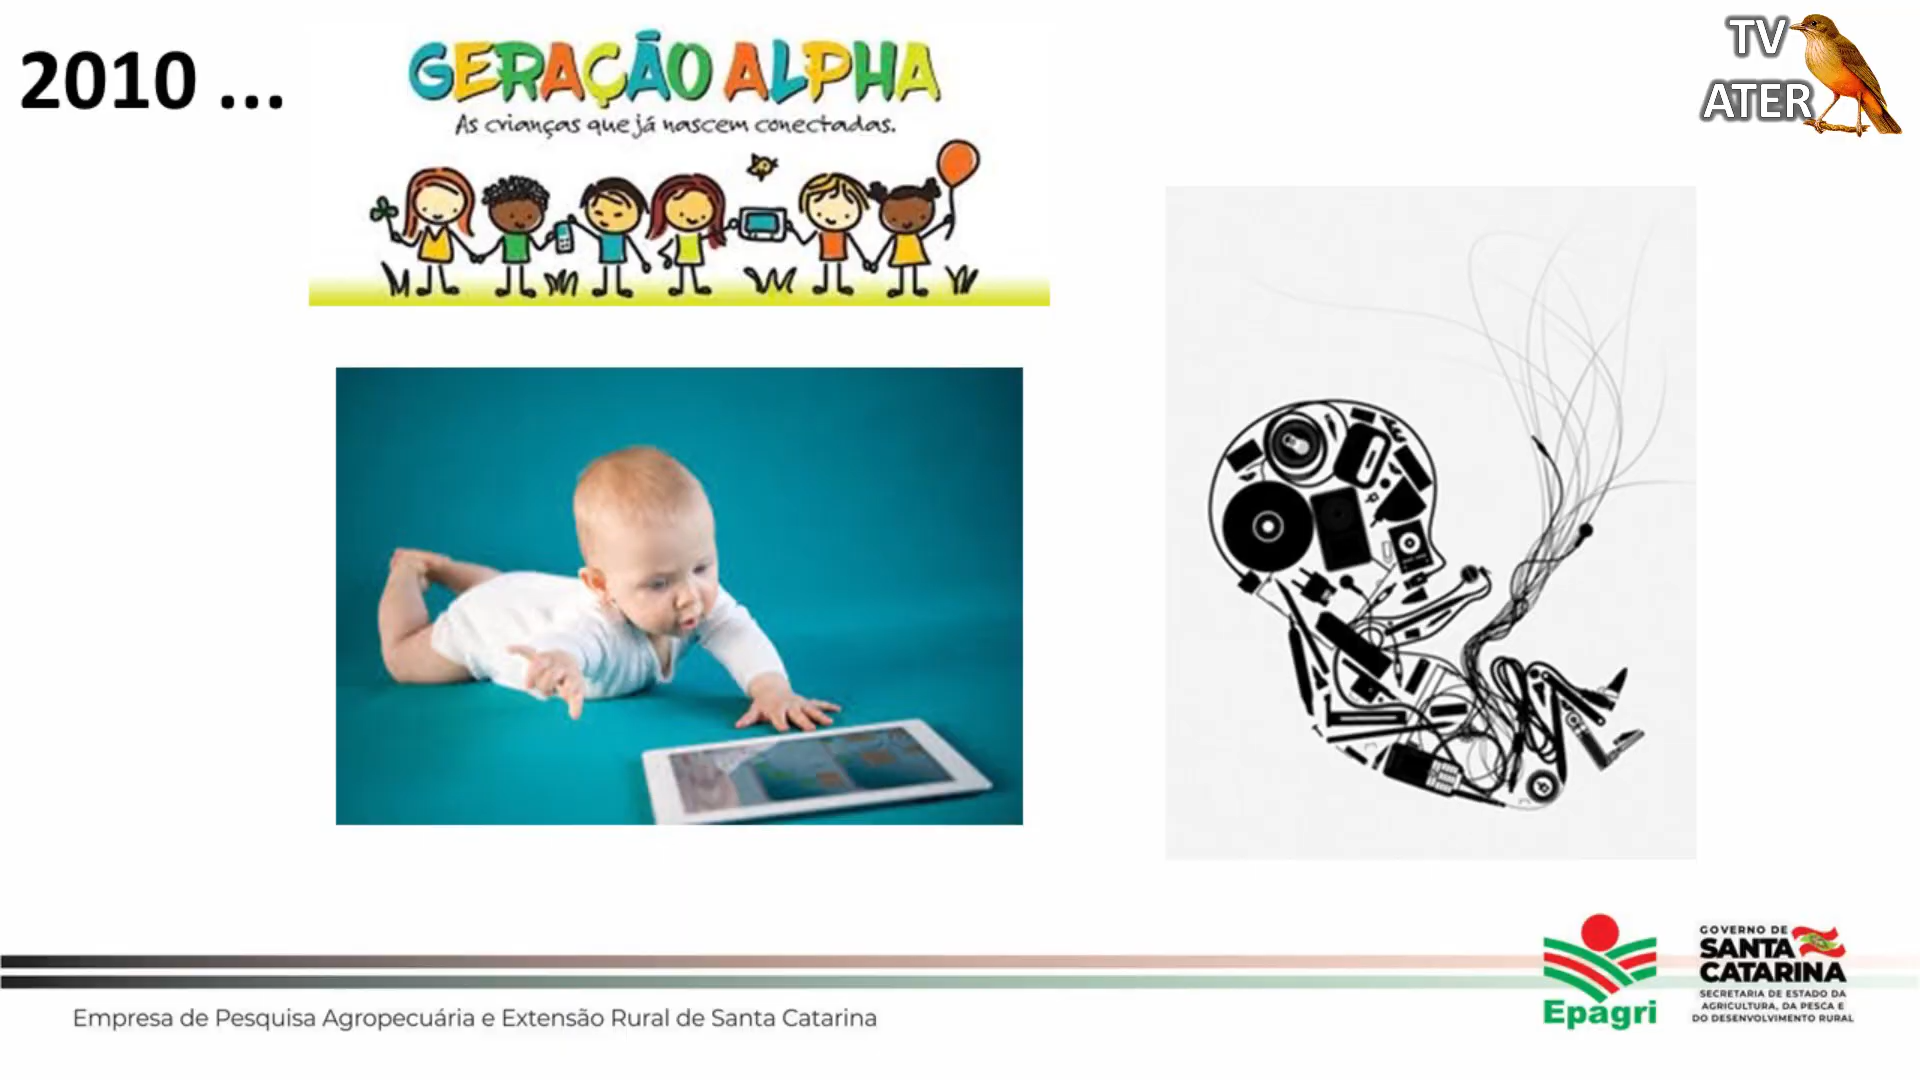 2010 ...
GERAÇÃO ALPHA
As crianças que já nascem conectadas.
TV
ATER
Empresa de Pesquisa Agropecuária e Extensão Rural de Santa Catarina
Epagri
GOVERNO DE
SANTA
CATARINA
SECRETARIA DE ESTADO DA
AGRICULTURA, DA PESCA E
DO DESENVOLVIMENTO RURAL